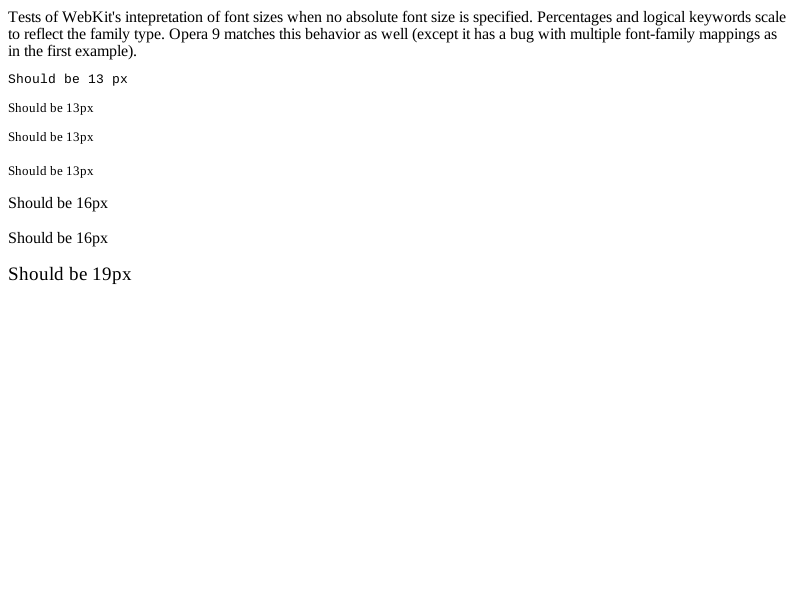 Tests of WebKit's intepretation of font sizes when no absolute font size is specified. Percentages and logical keywords scale
to reflect the family type. Opera 9 matches this behavior as well (except it has a bug with multiple font-family mappings as
in the first example).
Should be 13 px
Should be 13px
Should be 13px
Should be 13px
Should be 16px
Should be 16px
Should be 19px